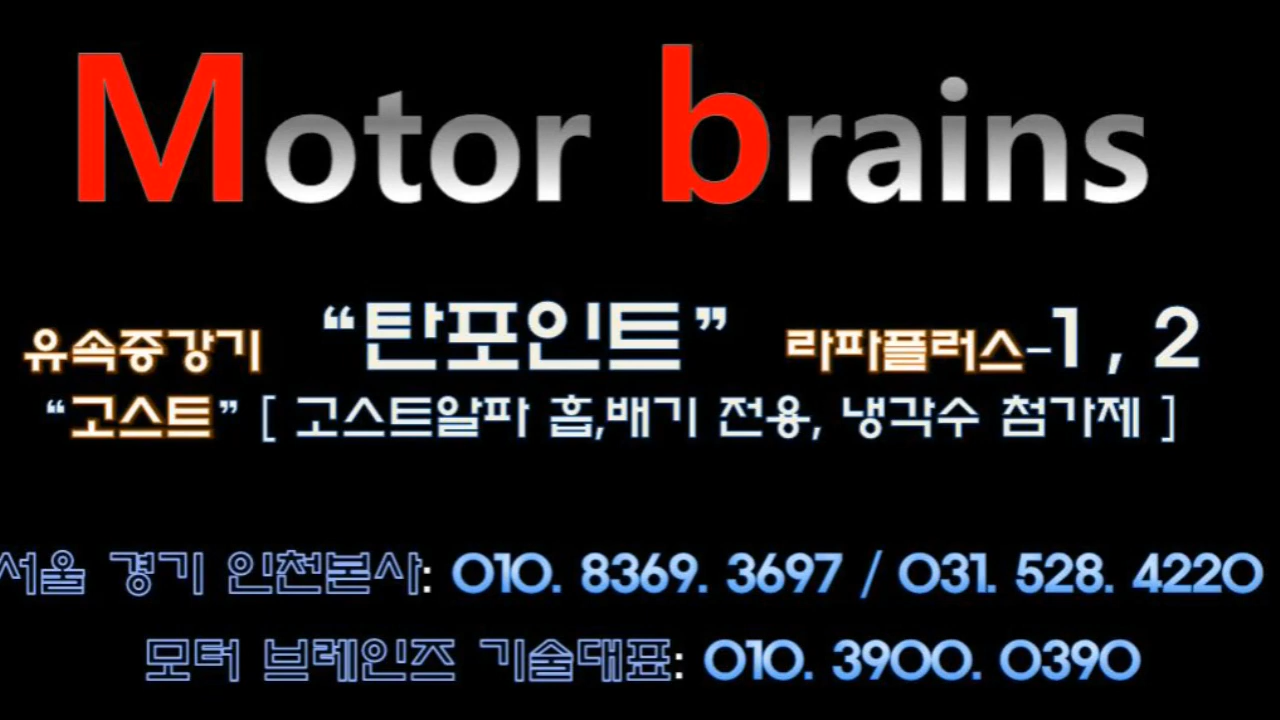 Motor brains
유속증강기 “탄포인트” 라파플러스-1, 2
“고스트” [ 고스트알파 흡,배기 전용, 냉각수 첨가제 ]
서울 경기 인천본사: 010. 8369. 3697 / 031. 528. 4220
모터 브레인즈 기술대표: 010. 3900. 0390